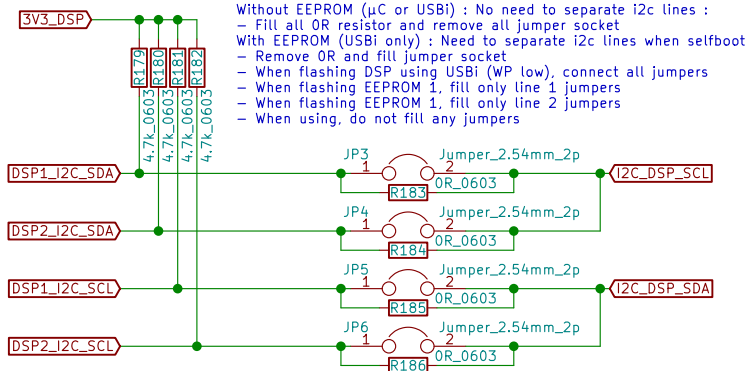 Without EEPROM (µC or USBi) : No need to separate i2c lines :
– Fill all 0R resistor and remove all jumper socket
With EEPROM (USBi only) : Need to separate i2c lines when selfboot
– Remove 0R and fill jumper socket
– When flashing DSP using USBi (WP low), connect all jumpers
– When flashing EEPROM 1, fill only line 1 jumpers
– When flashing EEPROM 1, fill only line 2 jumpers
– When using, do not fill any jumpers
3V3_DSP
R179
R180
R181
R182
4.7k_0603
4.7k_0603
4.7k_0603
4.7k_0603
DSP1_I2C_SDA
JP3
1
2
Jumper_2.54mm_2p
R183
0R_0603
I2C_DSP_SCL
DSP2_I2C_SDA
JP4
1
2
Jumper_2.54mm_2p
R184
0R_0603
DSP1_I2C_SCL
JP5
1
2
Jumper_2.54mm_2p
R185
0R_0603
I2C_DSP_SDA
DSP2_I2C_SCL
JP6
1
2
Jumper_2.54mm_2p
R186
0R_0603